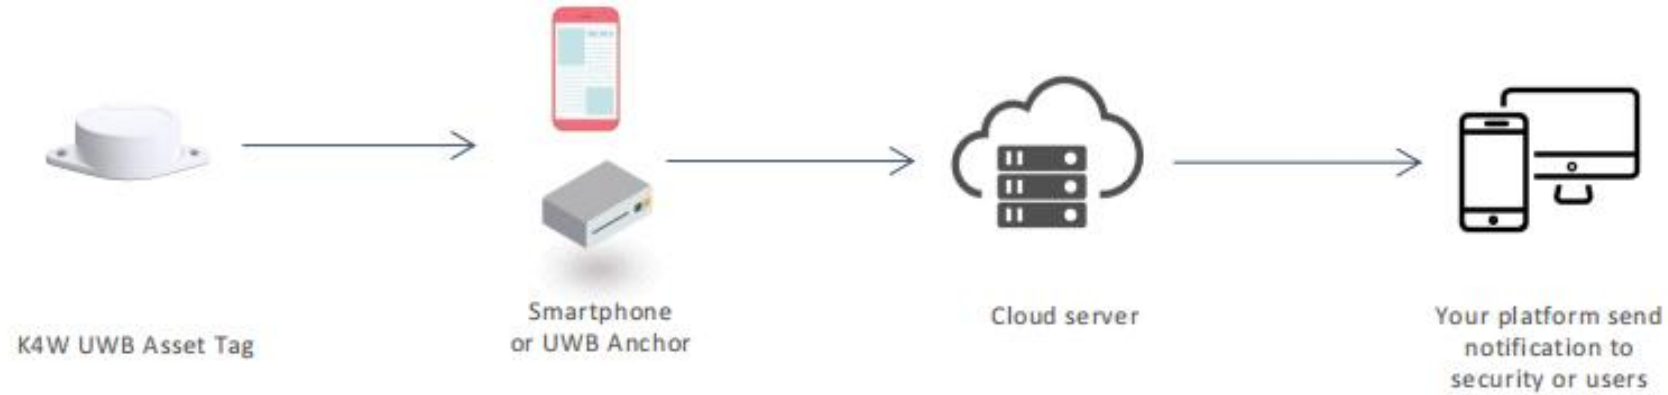 K4W UWB Asset Tag
Smartphone
or UWB Anchor
Cloud server
Your platform send
notification to
security or users